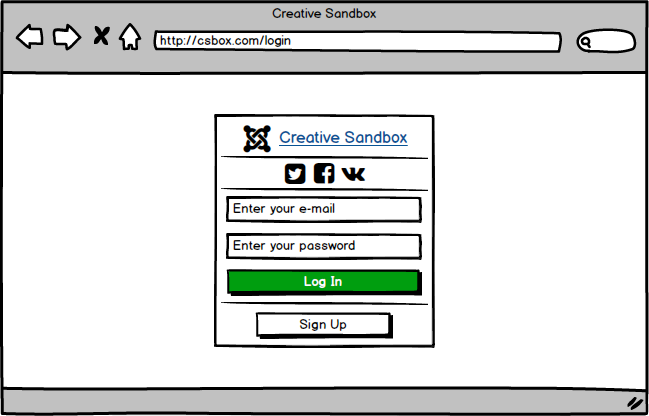 Creative Sandbox
http://csbox.com/login
Creative Sandbox
Enter your e-mail
Enter your password
Log In
Sign Up